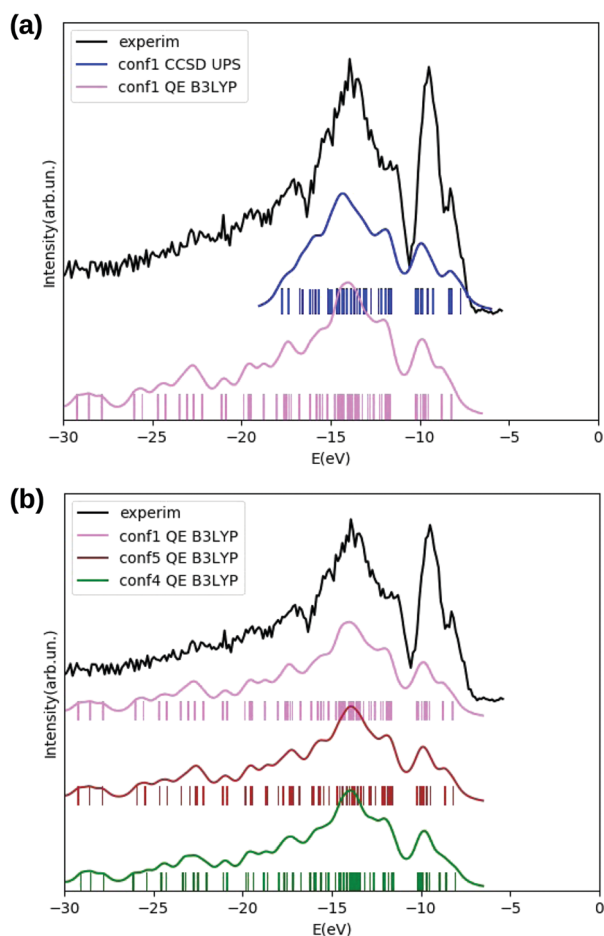 (a)
experim
conf1 CCSD UPS
conf1 QE B3LYP
Intensity(arb.un.)
−30 −25 −20 −15 −10 −5 0
E(eV)
(b)
experim
conf1 QE B3LYP
conf5 QE B3LYP
conf4 QE B3LYP
Intensity(arb.un.)
−30 −25 −20 −15 −10 −5 0
E(eV)